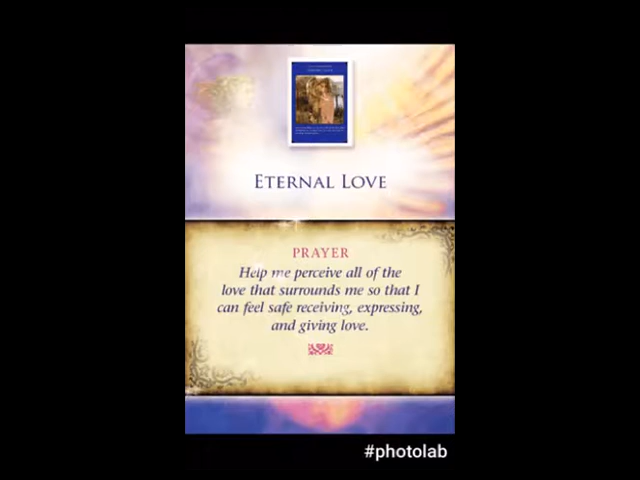 ETERNAL LOVE
PRAYER
Help me perceive all of the
love that surrounds me so that I
can feel safe receiving, expressing,
and giving love.
#photolab